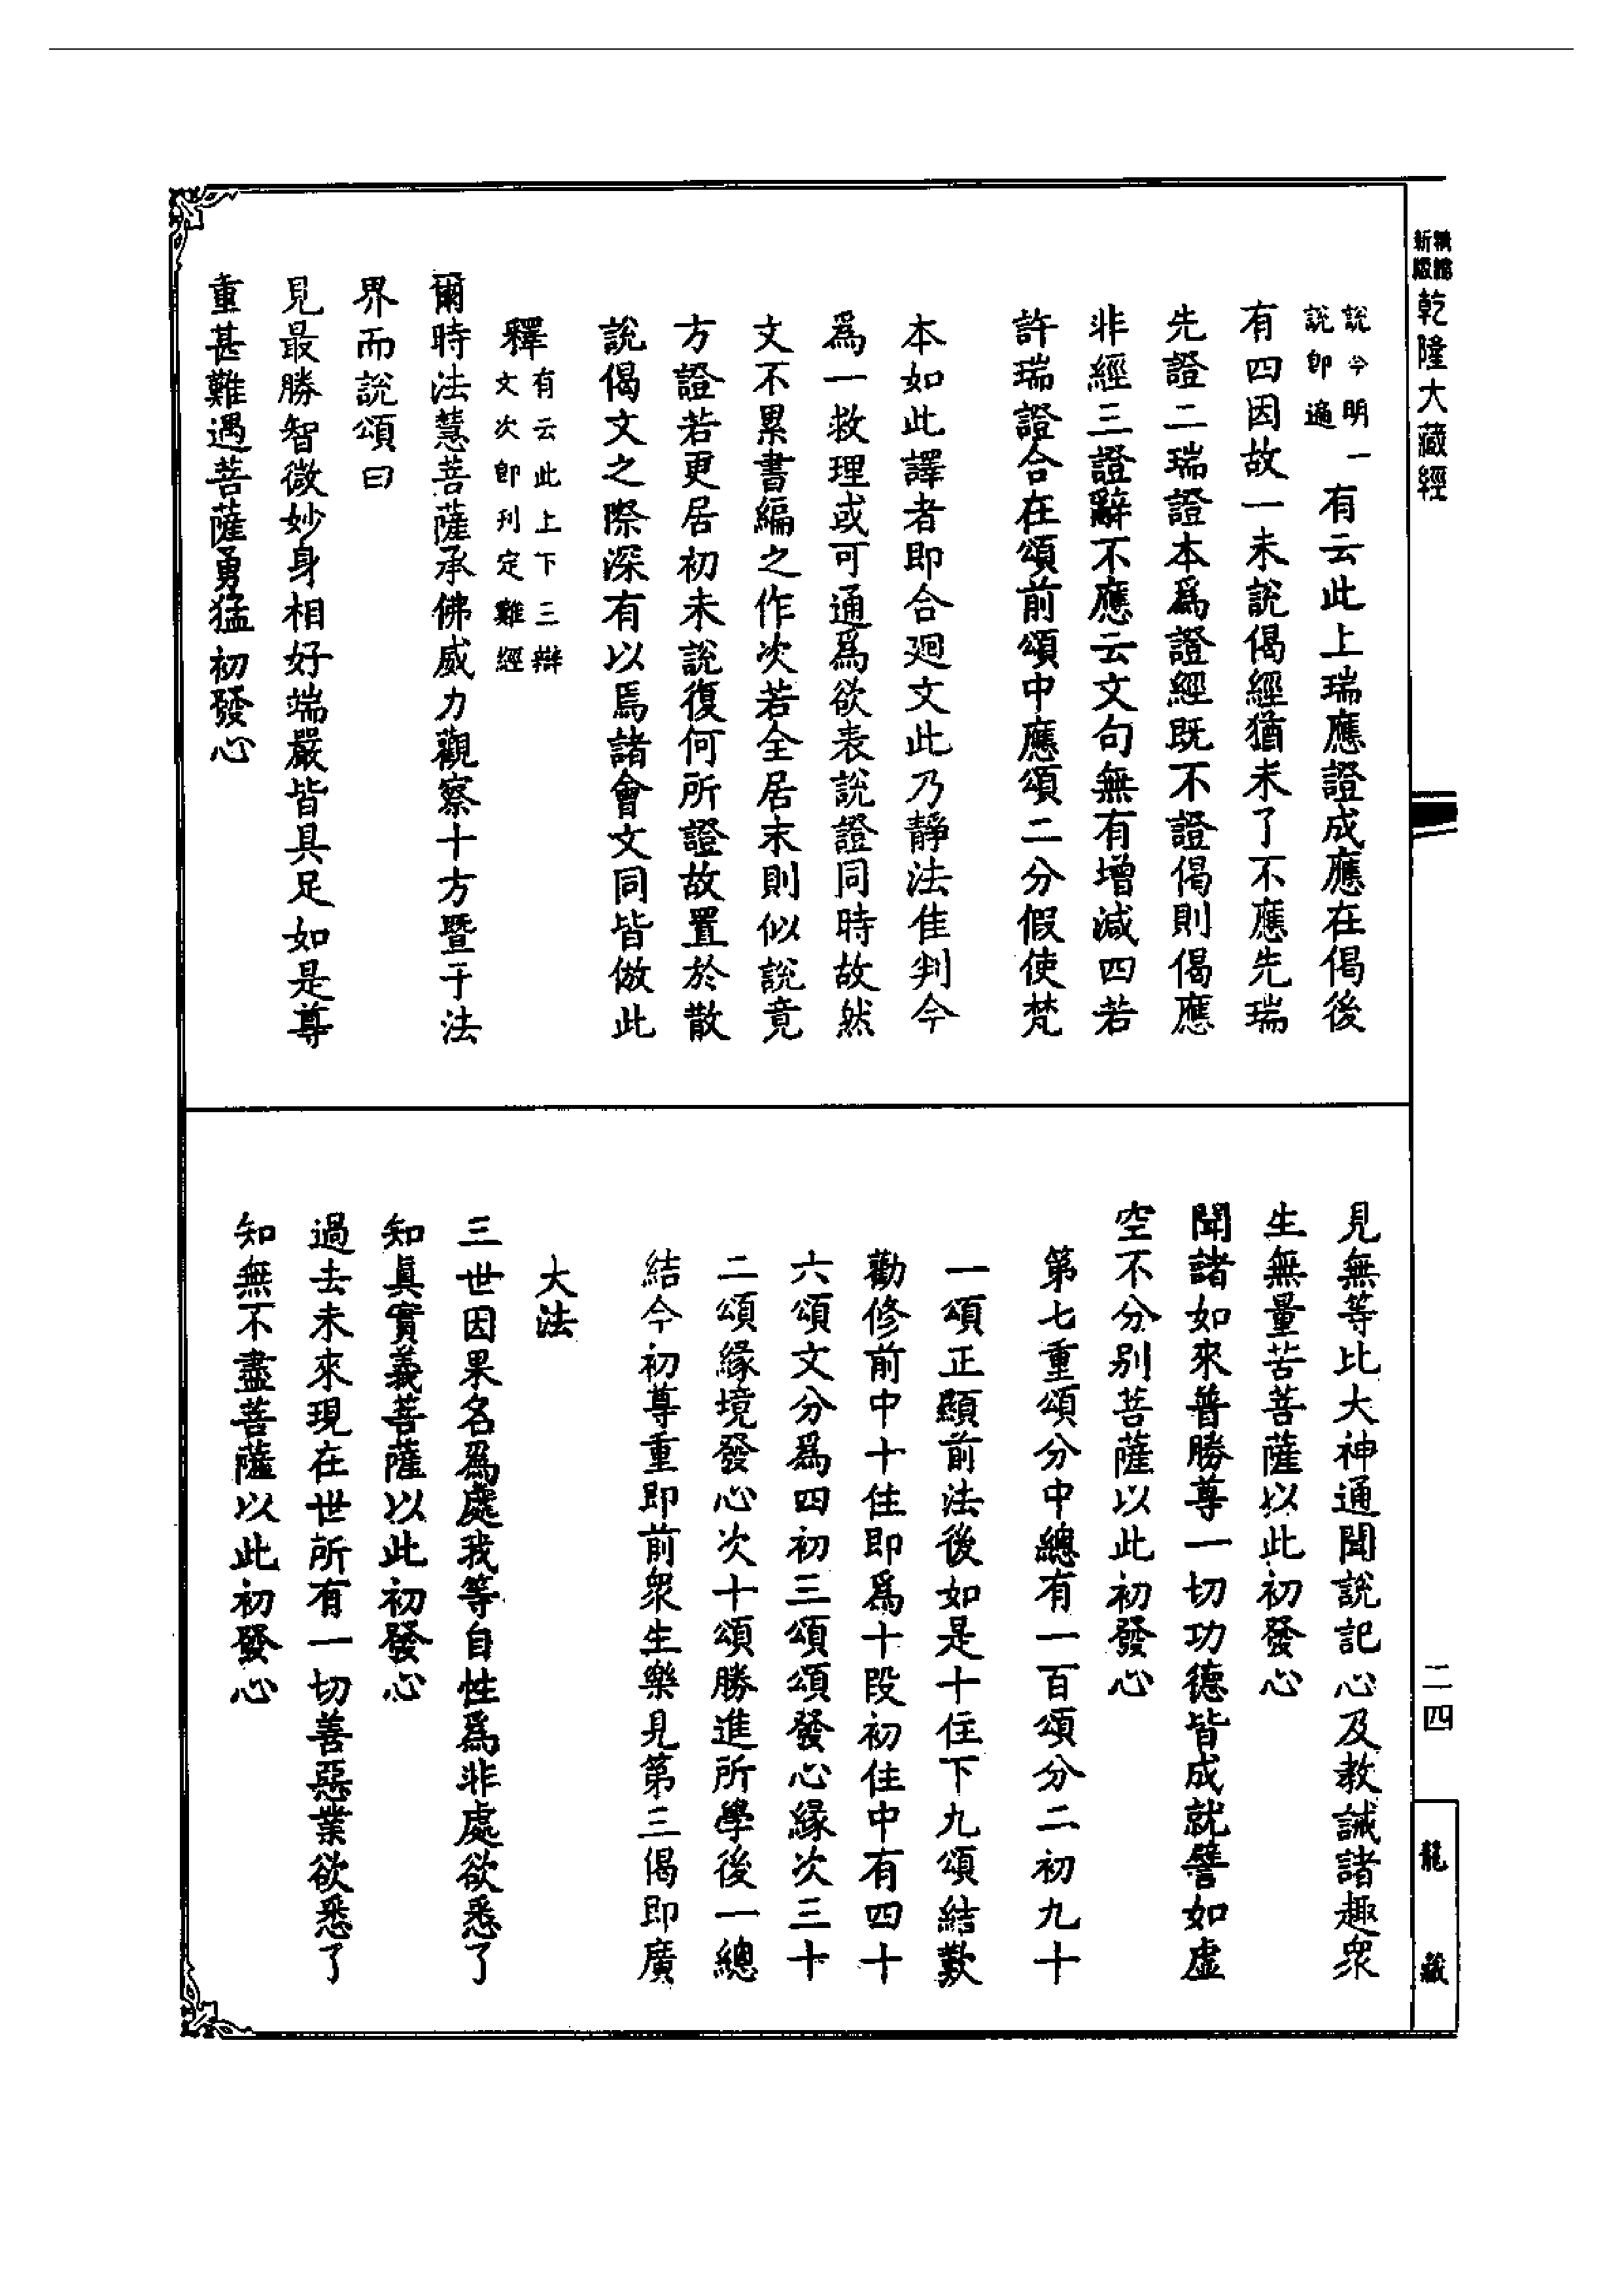 新版
精縮
乾隆大藏經
說今明一
說即遍
有云此上瑞應證成應在偈後
有四因故一未說偈經猶未了不應先瑞
先證二瑞證本為證經既不證偈則偈應
非經三證辭不應云文句無有增減四若
許瑞證合在頌前頌中應頌二分假使梵
本如此譯者即合迴文此乃靜法隹判今
為一救理或可通為欲表說證同時故然
文不累書編之作次若全居末則似說竟
方證若更居初未說復何所證故置於散
說偈文之際深有以焉諸會文同皆倣此
釋
有云此上下三辯
文次即刋定難經
爾時法慧菩薩承佛威力觀察十方暨于法
界而說頌曰
見最勝智微妙身相好端嚴皆具足如是尊
重甚難遇菩薩勇猛初發心
見無等比大神通聞說記心及教誡諸趣衆
生無量苦菩薩以此初發心
聞諸如來普勝尊一切功德皆成就譬如虛
空不分別菩薩以此初發心
第七重頌分中總有一百頌分二初九十
一頌正顯前法後如是十住下九頌結歎
勸修前中十住即為十段初住中有四十
六頌文分為四初三頌頌發心緣次三十
二頌緣境發心次十頌勝進所學後一總
結今初尊重即前衆生樂見第三偈即廣
大法
三世因果名為處我等自性為非處欲悉了
知眞實義菩薩以此初發心
過去未來現在世所有一切善惡業欲悉了
知無不盡菩薩以此初發心
二四
龍藏